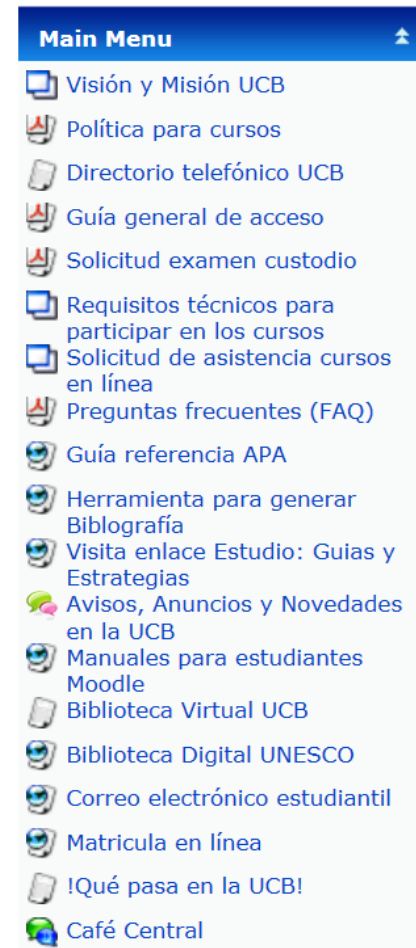 Main Menu
Visión y Misión UCB
Política para cursos
Directorio telefónico UCB
Guía general de acceso
Solicitud examen custodio
Requisitos técnicos para
participar en los cursos
Solicitud de asistencia cursos
en línea
Preguntas frecuentes (FAQ)
Guía referencia APA
Herramienta para generar
Biblografía
Visita enlace Estudio: Guias y
Estrategias
Avisos, Anuncios y Novedades
en la UCB
Manuales para estudiantes
Moodle
Biblioteca Virtual UCB
Biblioteca Digital UNESCO
Correo electrónico estudiantil
Matricula en línea
!Qué pasa en la UCB!
Café Central